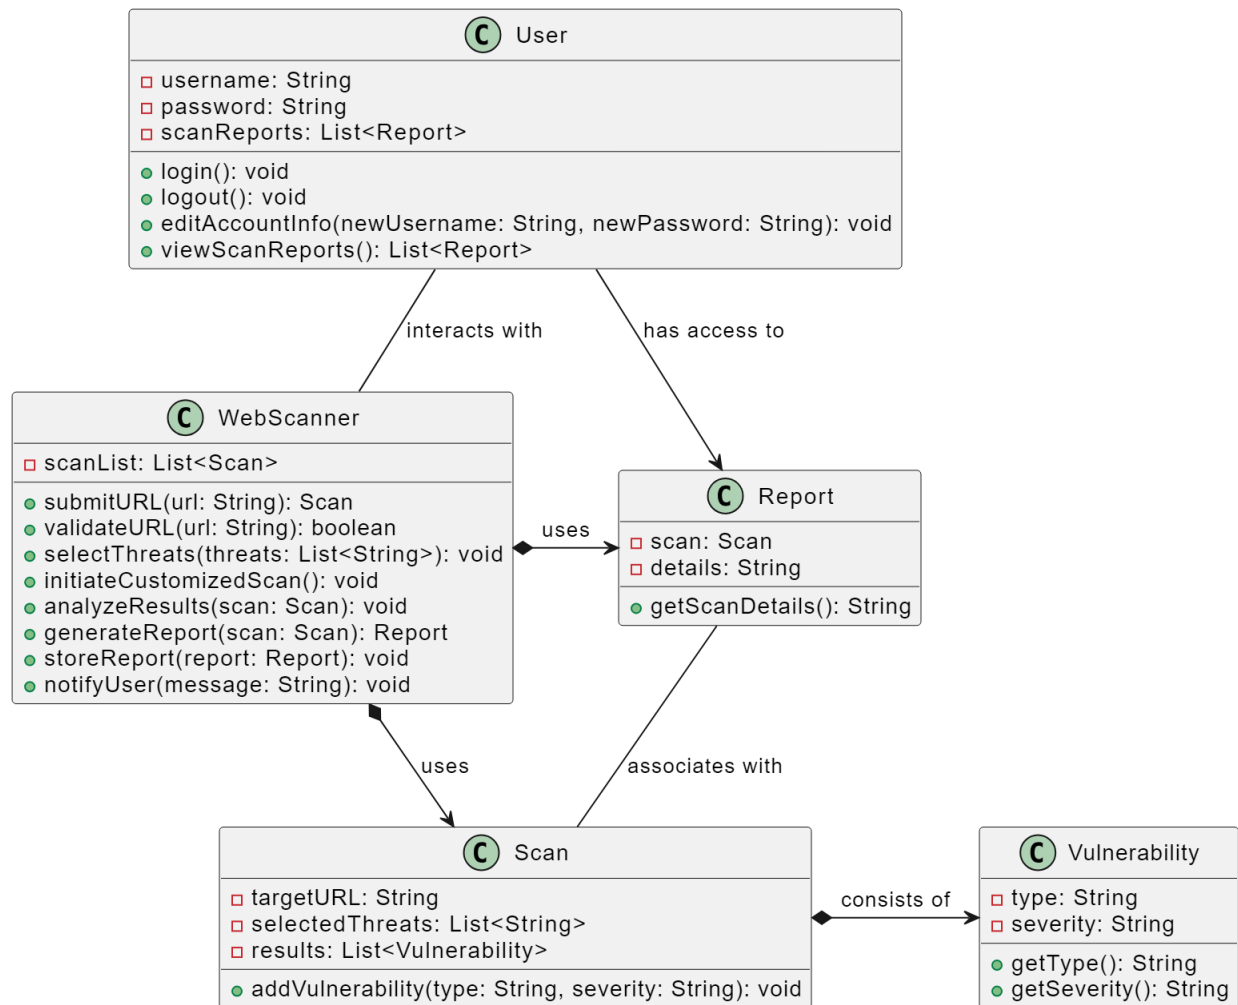 C User
username: String
password: String
scanReports: List<Report>
login(): void
logout(): void
editAccountInfo(newUsername: String, newPassword: String): void
viewScanReports(): List<Report>
interacts with
has access to
C WebScanner
scanList: List<Scan>
submitURL(url: String): Scan
validateURL(url: String): boolean
selectThreats(threats: List<String>): void
initiateCustomizedScan(): void
analyzeResults(scan: Scan): void
generateReport(scan: Scan): Report
storeReport(report: Report): void
notifyUser(message: String): void
uses
C Report
scan: Scan
details: String
getScanDetails(): String
uses
associates with
C Scan
targetURL: String
selectedThreats: List<String>
results: List<Vulnerability>
addVulnerability(type: String, severity: String): void
consists of
C Vulnerability
type: String
severity: String
getType(): String
getSeverity(): String